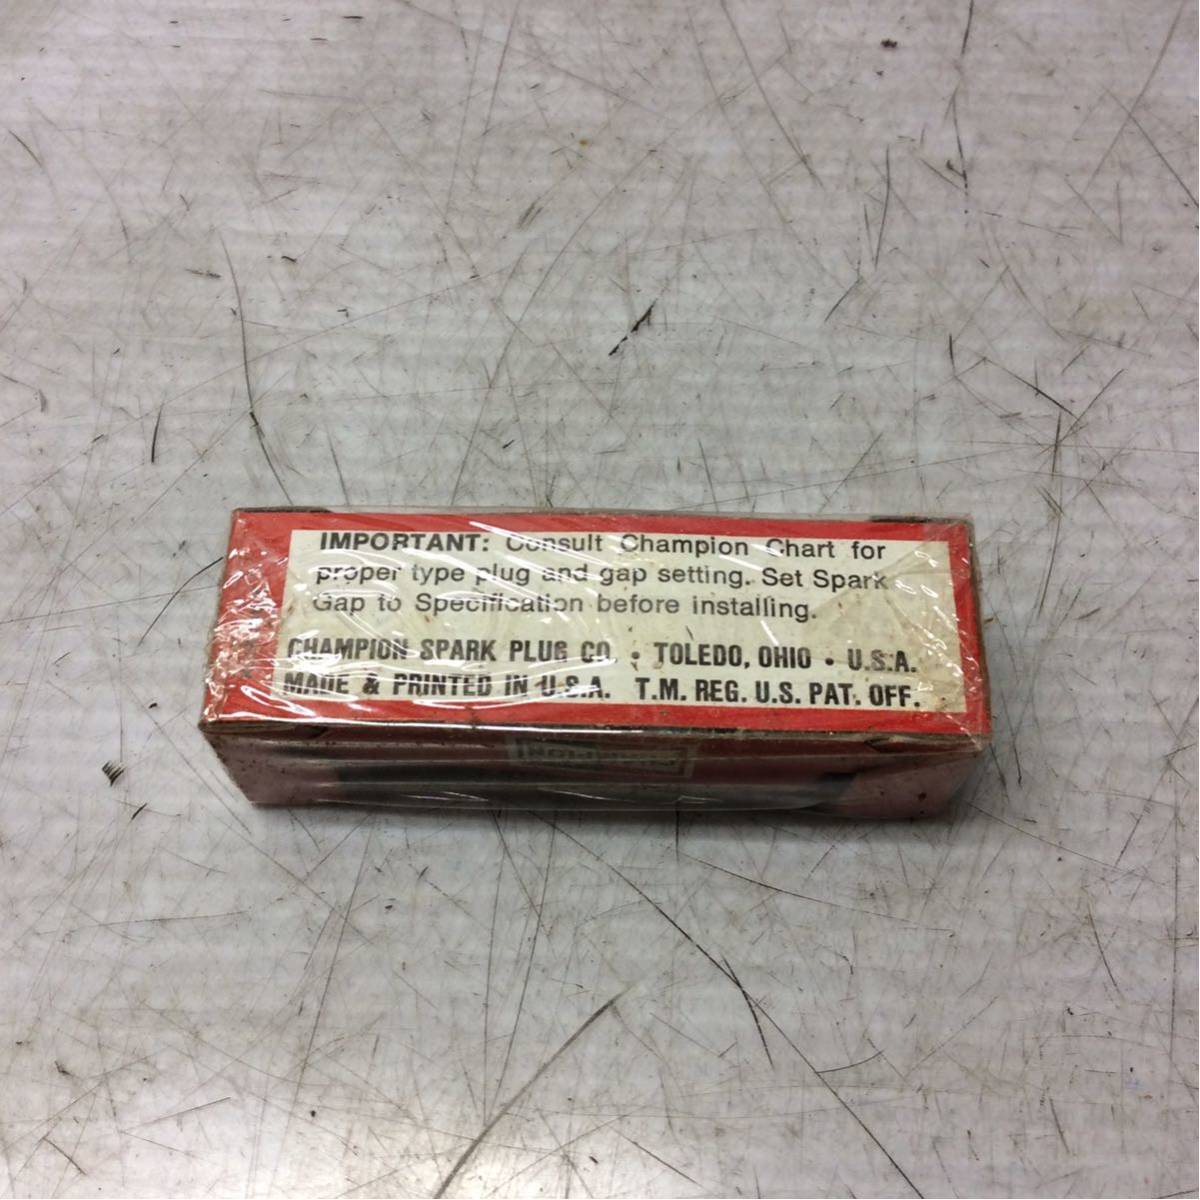 IMPORTANT: Consult Champion Chart for
proper type plug and gap setting. Set Spark
Gap to Specification before installing.
CHAMPION SPARK PLUG CO. • TOLEDO, OHIO • U.S.A.
MADE & PRINTED IN U.S.A. T.M. REG. U.S. PAT. OFF.